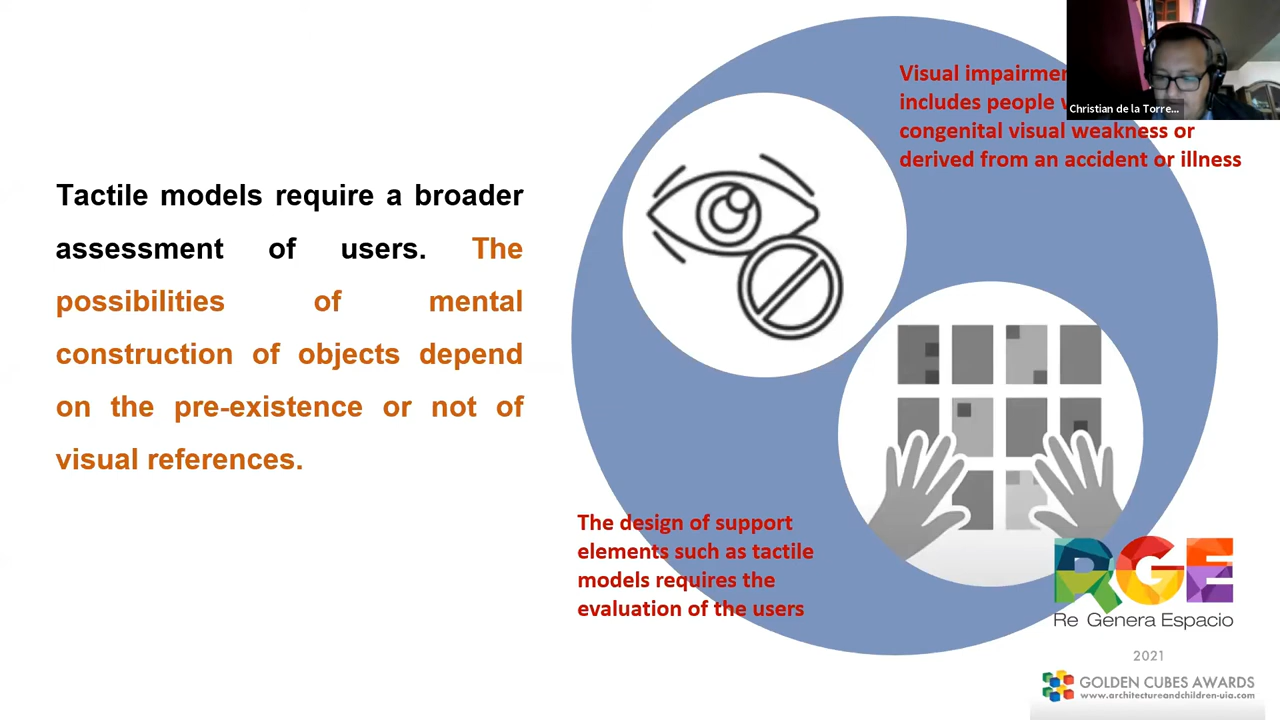 Tactile models require a broader
assessment of users. The
possibilities of mental
construction of objects depend
on the pre-existence or not of
visual references.
Visual
includes people
congenital visual weakness or
derived from an accident or illness
Christian de la Torre...
The design of support
elements such as tactile
models requires the
evaluation of the users
RGE
Re Genera Espacio
2021
GOLDEN CUBES AWARDS
www.architectureandchildren-uia.com